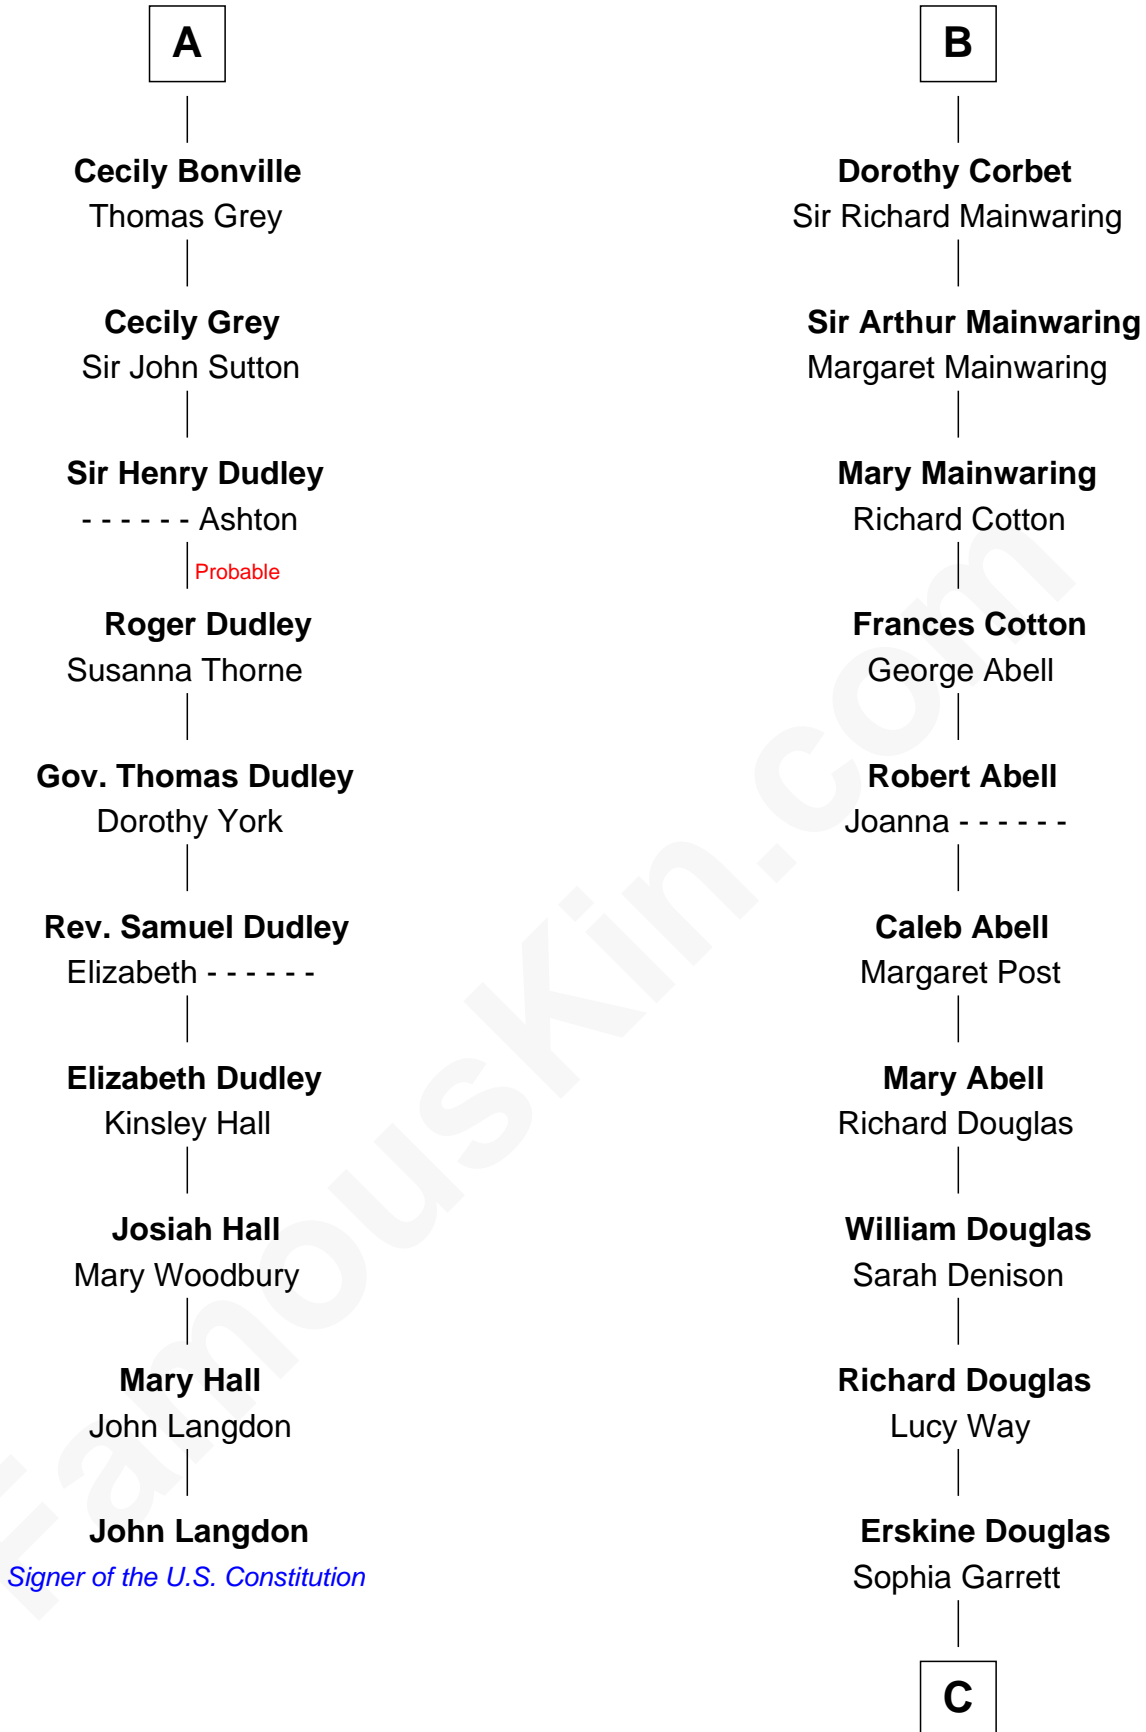 A
Cecily Bonville
Thomas Grey
Cecily Grey
Sir John Sutton
Sir Henry Dudley
- - - - - - Ashton
Probable
Roger Dudley
Susanna Thorne
Gov. Thomas Dudley
Dorothy York
Rev. Samuel Dudley
Elizabeth - - - - - -
Elizabeth Dudley
Kinsley Hall
Josiah Hall
Mary Woodbury
Mary Hall
John Langdon
John Langdon
Signer of the U.S. Constitution
B
Dorothy Corbet
Sir Richard Mainwaring
Sir Arthur Mainwaring
Margaret Mainwaring
Mary Mainwaring
Richard Cotton
Frances Cotton
George Abell
Robert Abell
Joanna - - - - - -
Caleb Abell
Margaret Post
Mary Abell
Richard Douglas
William Douglas
Sarah Denison
Richard Douglas
Lucy Way
Erskine Douglas
Sophia Garrett
C
FamousKin.com